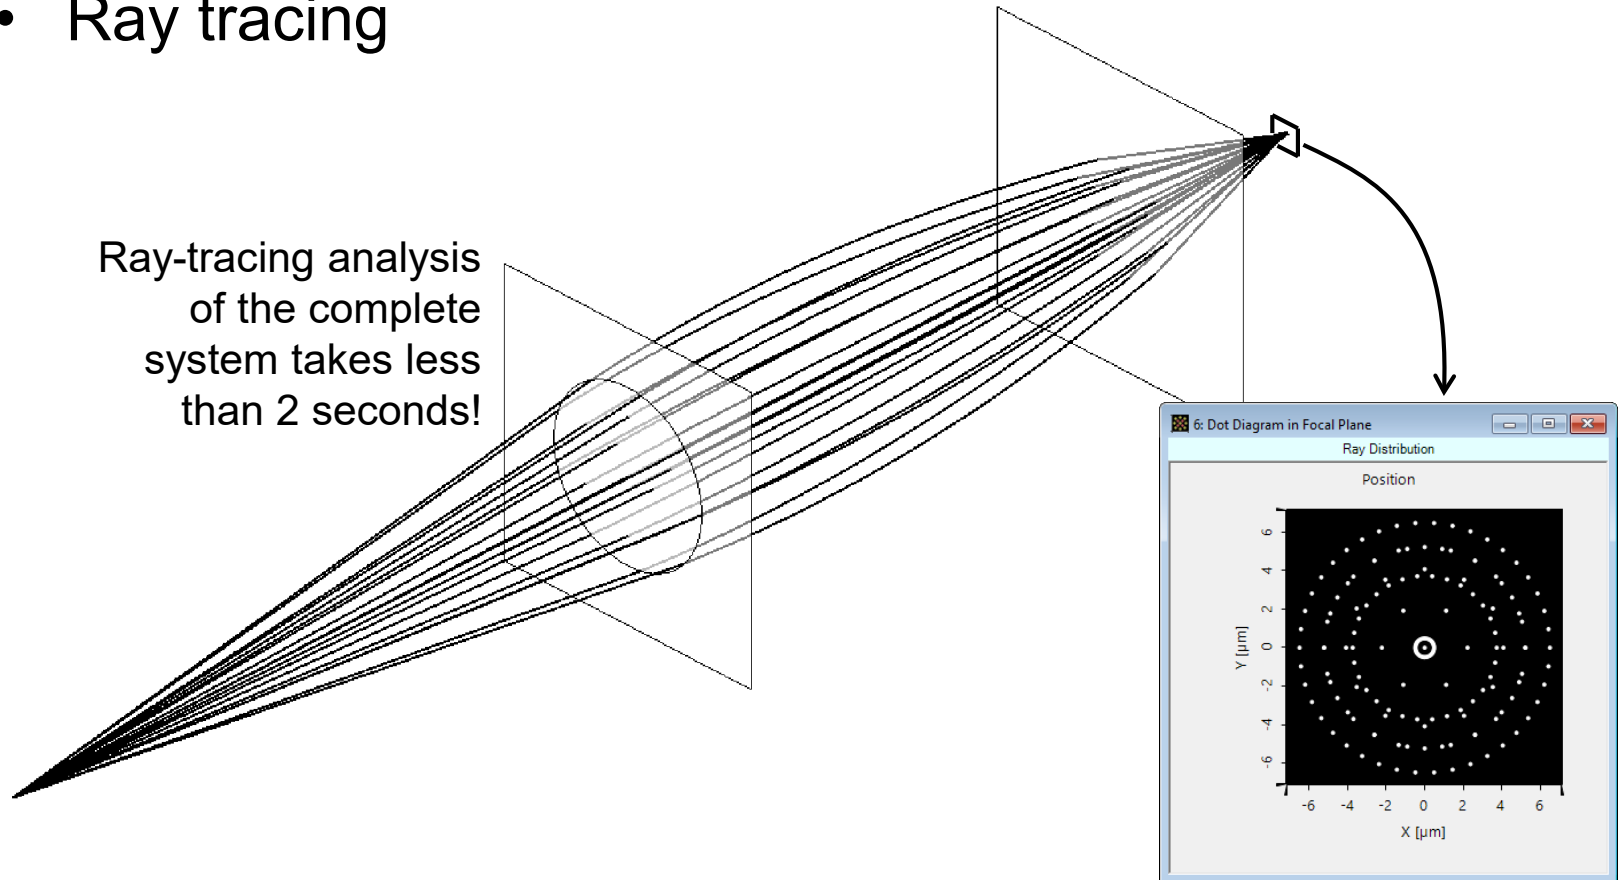 • Ray tracing
Ray-tracing analysis
of the complete
system takes less
than 2 seconds!
6: Dot Diagram in Focal Plane
Ray Distribution
Position
6
4
2
0
-2
-4
-6
Y [µm]
-6 -4 -2 0 2 4 6
X [µm]